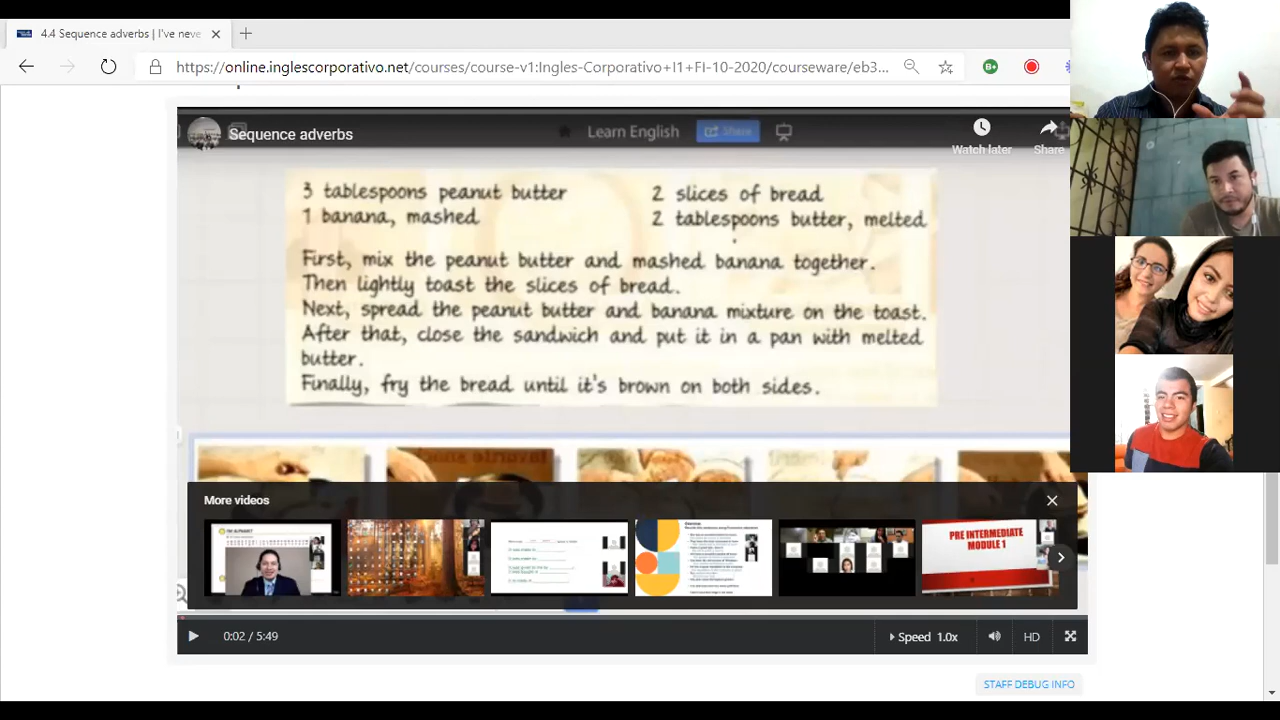 4.4 Sequence adverbs | I've neve
https://online.inglescorporativo.net/courses/course-v1:Ingles-Corporativo+I1+FI-10-2020/courseware/eb3...
Sequence adverbs
Learn English
Share
Watch later
Share
3 tablespoons peanut butter
2 slices of bread
1 banana, mashed
2 tablespoons butter, melted
First, mix the peanut butter and mashed banana together.
Then lightly toast the slices of bread.
Next, spread the peanut butter and banana mixture on the toast.
After that, close the sandwich and put it in a pan with melted
butter.
Finally, fry the bread until it's brown on both sides.
More videos
PRE INTERMEDIATE
MODULE 1
0:02 / 5:49
Speed 1.0x
HD
STAFF DEBUG INFO